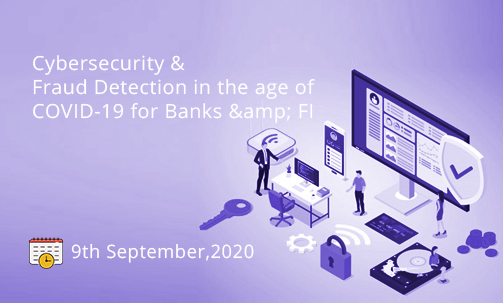 Cybersecurity &
Fraud Detection in the age of
COVID-19 for Banks &amp; FI
9th September,2020